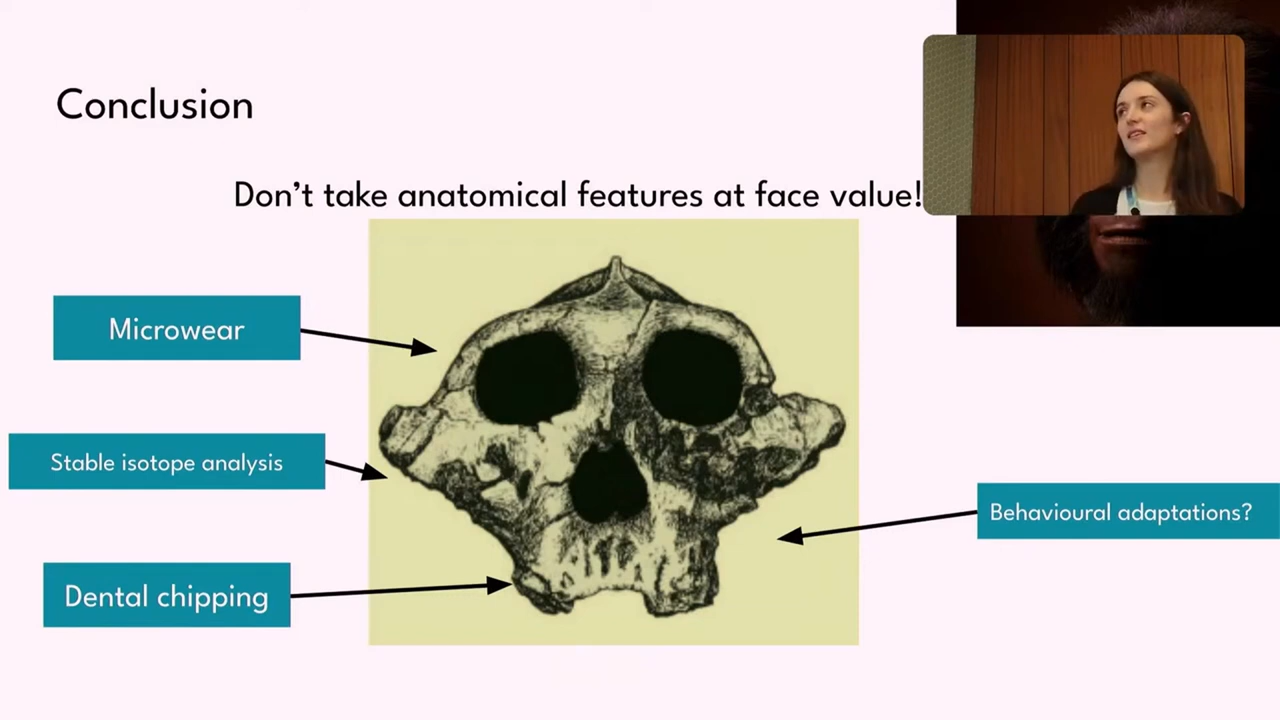 Conclusion
Don't take anatomical features at face value!
Microwear
Stable isotope analysis
Behavioural adaptations?
Dental chipping